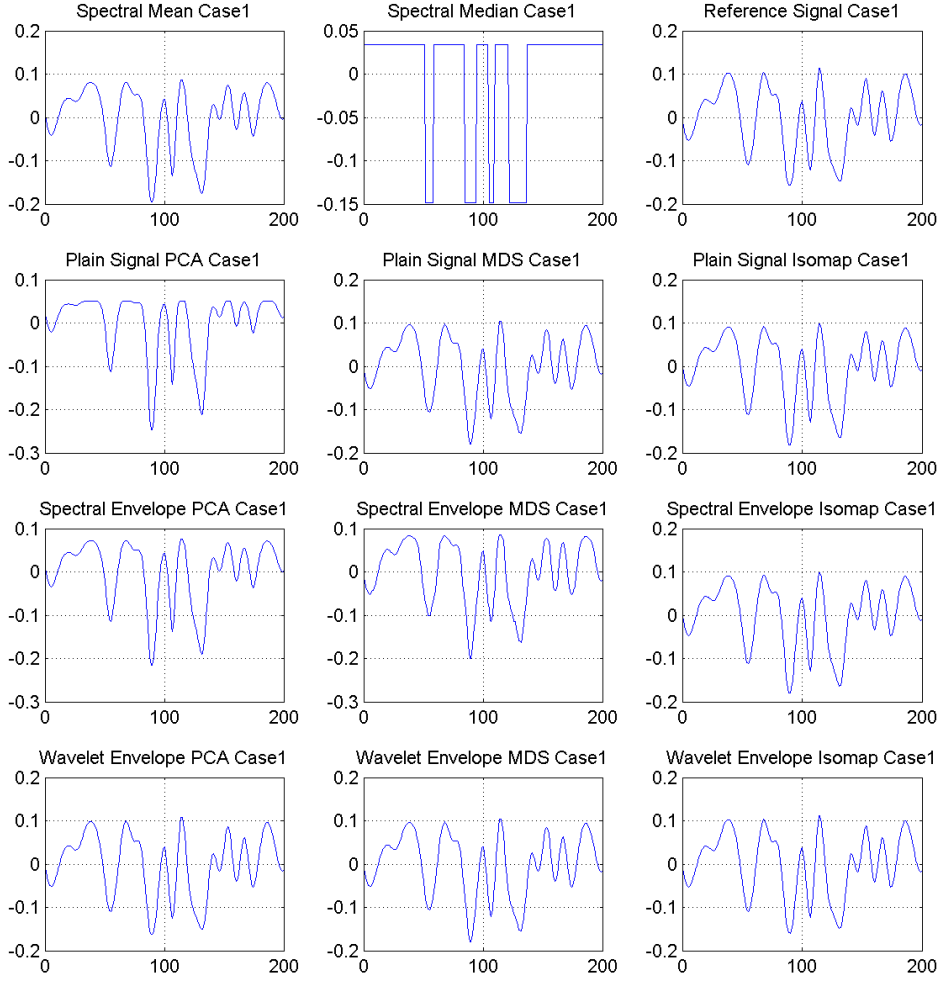 Spectral Mean Case1 Spectral Median Case1 Reference Signal Case1
0.2 0.05 0.2
0.1 0 0.1
0 -0.05 0
-0.1 -0.1 -0.1
-0.2 -0.15 -0.2
0 100 200 0 100 200 0 100 200
Plain Signal PCA Case1 Plain Signal MDS Case1 Plain Signal Isomap Case1
0.1 0.2 0.2
0 0.1 0.1
-0.1 0 0
-0.2 -0.1 -0.1
-0.3 -0.2 -0.2
0 100 200 0 100 200 0 100 200
Spectral Envelope PCA Case1 Spectral Envelope MDS Case1 Spectral Envelope Isomap Case1
0.1 0.1 0.2
0 0 0.1
-0.1 -0.1 0
-0.2 -0.2 -0.1
-0.3 -0.3 -0.2
0 100 200 0 100 200 0 100 200
Wavelet Envelope PCA Case1 Wavelet Envelope MDS Case1 Wavelet Envelope Isomap Case1
0.2 0.2 0.2
0.1 0.1 0.1
0 0 0
-0.1 -0.1 -0.1
-0.2 -0.2 -0.2
0 100 200 0 100 200 0 100 200